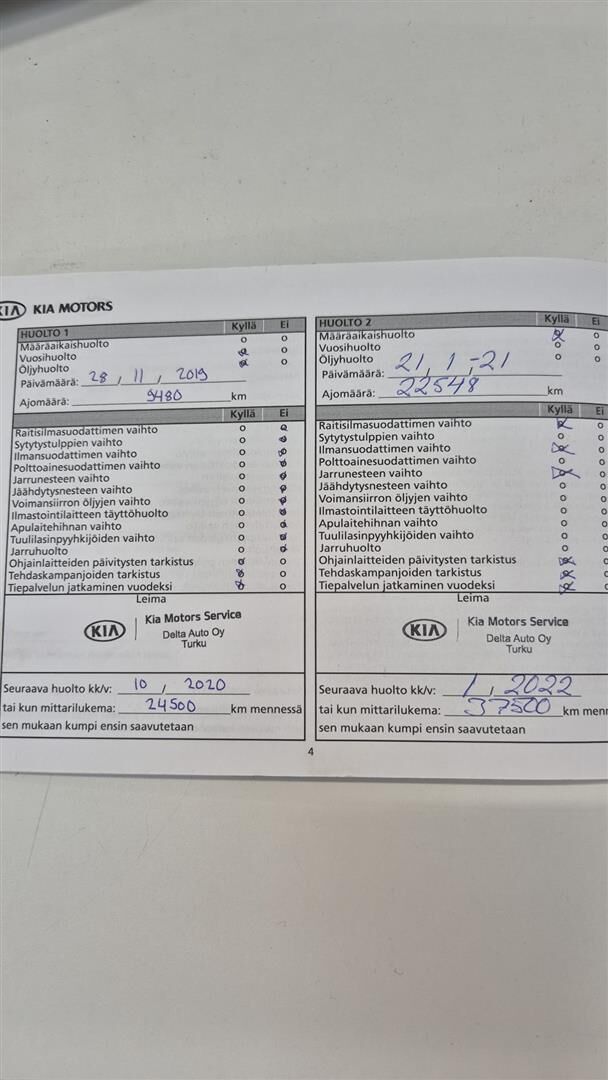 KIA KIA MOTORS
HUOLTO 1 Kyllä Ei
Määräaikaishuolto
Vuosihuolto
Öljyhuolto
Päivämäärä: 28, 11, 2019
Ajomäärä: 9480 km
Kyllä Ei
Raitisilmasuodattimen vaihto
Sytytystulppien vaihto
Ilmansuodattimen vaihto
Polttoainesuodattimen vaihto
Jarrunesteen vaihto
Jäähdytysnesteen vaihto
Voimansiirron öljyjen vaihto
Ilmastointilaitteen täyttöhuolto
Apulaitehihnan vaihto
Tuulilasinpyyhkijöiden vaihto
Jarruhuolto
Ohjainlaitteiden päivitysten tarkistus
Tehdaskampanjoiden tarkistus
Tiepalvelun jatkaminen vuodeksi
Leima
KIA Kia Motors Service
Delta Auto Oy
Turku
Seuraava huolto kk/v: 10, 2020
tai kun mittarilukema: 24500 km mennessä
sen mukaan kumpi ensin saavutetaan
HUOLTO 2 Kyllä Ei
Määräaikaishuolto
Vuosihuolto
Öljyhuolto
Päivämäärä: 21, 1, -21
Ajomäärä: 22548 km
Kyllä Ei
Raitisilmasuodattimen vaihto
Sytytystulppien vaihto
Ilmansuodattimen vaihto
Polttoainesuodattimen vaihto
Jarrunesteen vaihto
Jäähdytysnesteen vaihto
Voimansiirron öljyjen vaihto
Ilmastointilaitteen täyttöhuolto
Apulaitehihnan vaihto
Tuulilasinpyyhkijöiden vaihto
Jarruhuolto
Ohjainlaitteiden päivitysten tarkistus
Tehdaskampanjoiden tarkistus
Tiepalvelun jatkaminen vuodeksi
Leima
KIA Kia Motors Service
Delta Auto Oy
Turku
Seuraava huolto kk/v: 1, 2022
tai kun mittarilukema: 37500 km menn
sen mukaan kumpi ensin saavutetaan
4